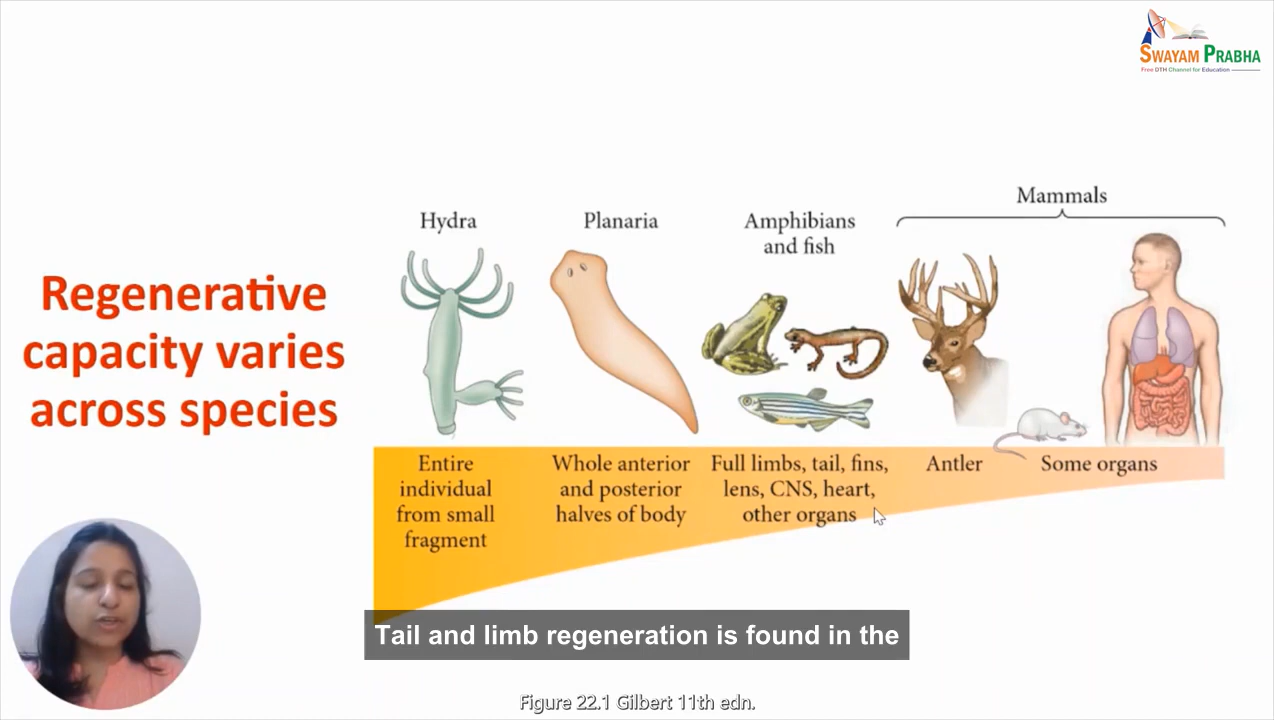 SWAYAM PRABHA
Free DTH Channel for Education
Regenerative
capacity varies
across species
Mammals
Hydra
Planaria
Amphibians
and fish
Entire
individual
from small
fragment
Whole anterior
and posterior
halves of body
Full limbs, tail, fins,
lens, CNS, heart,
other organs
Antler
Some organs
Tail and limb regeneration is found in the
Figure 22.1 Gilbert 11th edn.